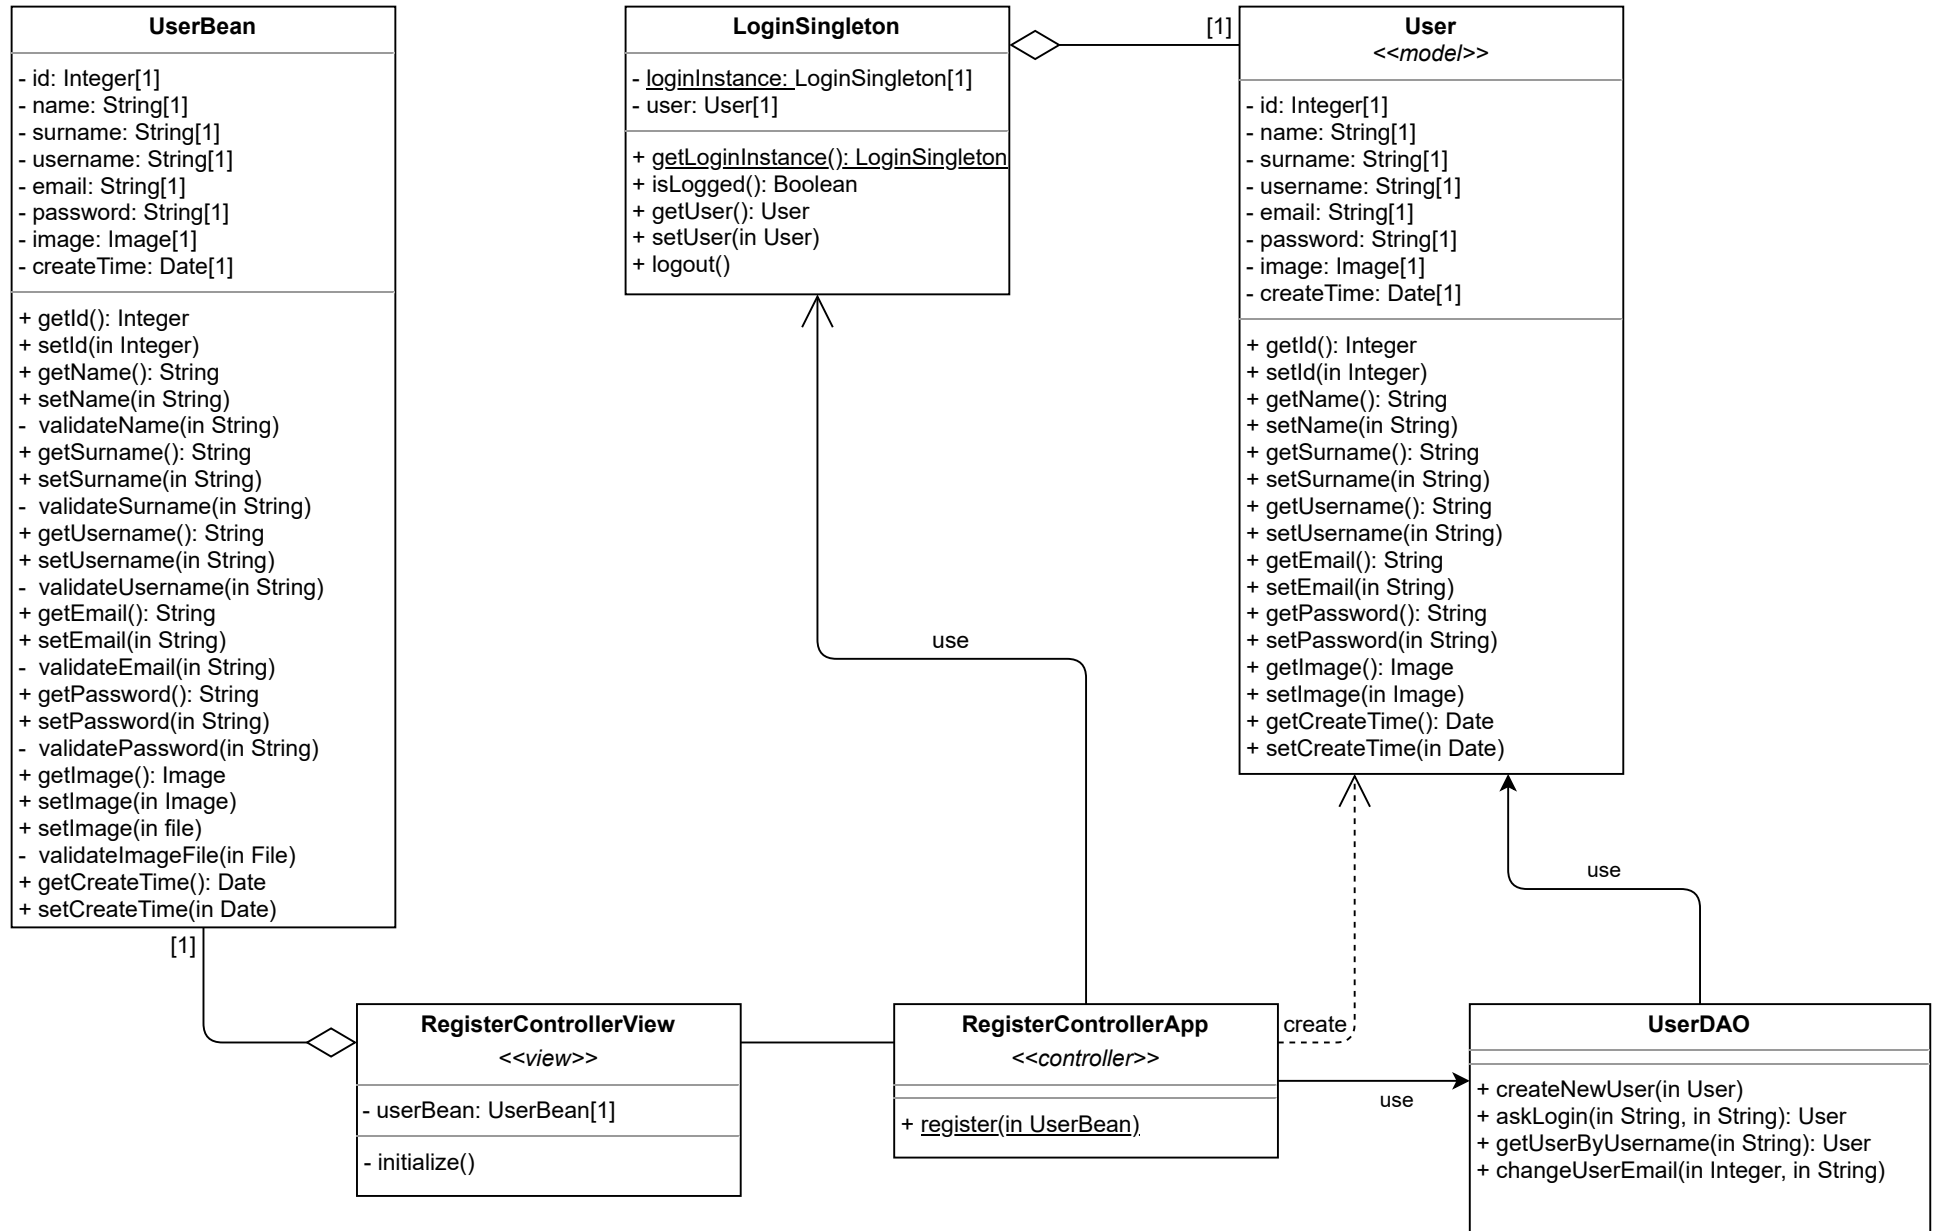 UserBean
- id: Integer[1]
- name: String[1]
- surname: String[1]
- username: String[1]
- email: String[1]
- password: String[1]
- image: Image[1]
- createTime: Date[1]
+ getId(): Integer
+ setId(in Integer)
+ getName(): String
+ setName(in String)
- validateName(in String)
+ getSurname(): String
+ setSurname(in String)
- validateSurname(in String)
+ getUsername(): String
+ setUsername(in String)
- validateUsername(in String)
+ getEmail(): String
+ setEmail(in String)
- validateEmail(in String)
+ getPassword(): String
+ setPassword(in String)
- validatePassword(in String)
+ getImage(): Image
+ setImage(in Image)
+ setImage(in file)
- validateImageFile(in File)
+ getCreateTime(): Date
+ setCreateTime(in Date)
[1]
LoginSingleton
- loginInstance: LoginSingleton[1]
- user: User[1]
+ getLoginInstance(): LoginSingleton
+ isLogged(): Boolean
+ getUser(): User
+ setUser(in User)
+ logout()
[1]
User
<<model>>
- id: Integer[1]
- name: String[1]
- surname: String[1]
- username: String[1]
- email: String[1]
- password: String[1]
- image: Image[1]
- createTime: Date[1]
+ getId(): Integer
+ setId(in Integer)
+ getName(): String
+ setName(in String)
+ getSurname(): String
+ setSurname(in String)
+ getUsername(): String
+ setUsername(in String)
+ getEmail(): String
+ setEmail(in String)
+ getPassword(): String
+ setPassword(in String)
+ getImage(): Image
+ setImage(in Image)
+ getCreateTime(): Date
+ setCreateTime(in Date)
use
use
RegisterControllerView
<<view>>
- userBean: UserBean[1]
- initialize()
RegisterControllerApp
<<controller>>
+ register(in UserBean)
create
use
UserDAO
+ createNewUser(in User)
+ askLogin(in String, in String): User
+ getUserByUsername(in String): User
+ changeUserEmail(in Integer, in String)